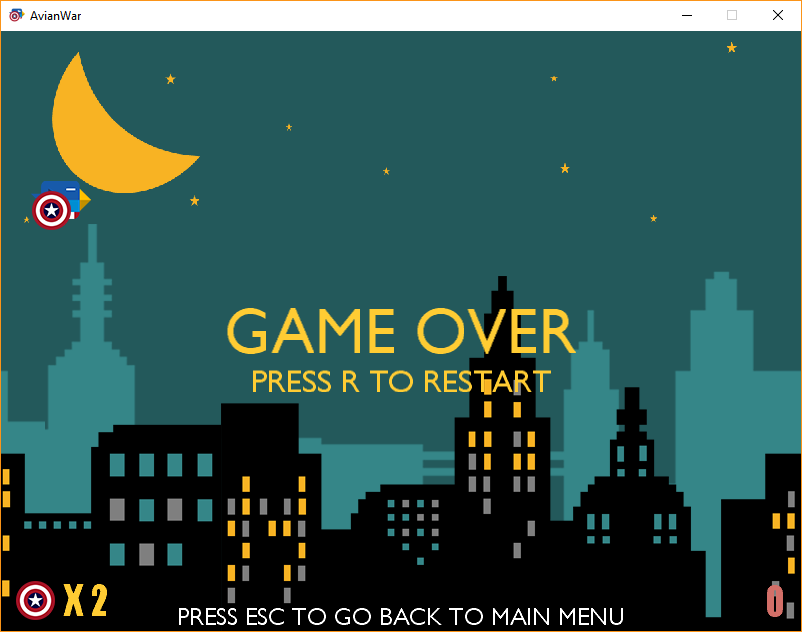 AvianWar
GAME OVER
PRESS R TO RESTART
X 2
0
PRESS ESC TO GO BACK TO MAIN MENU